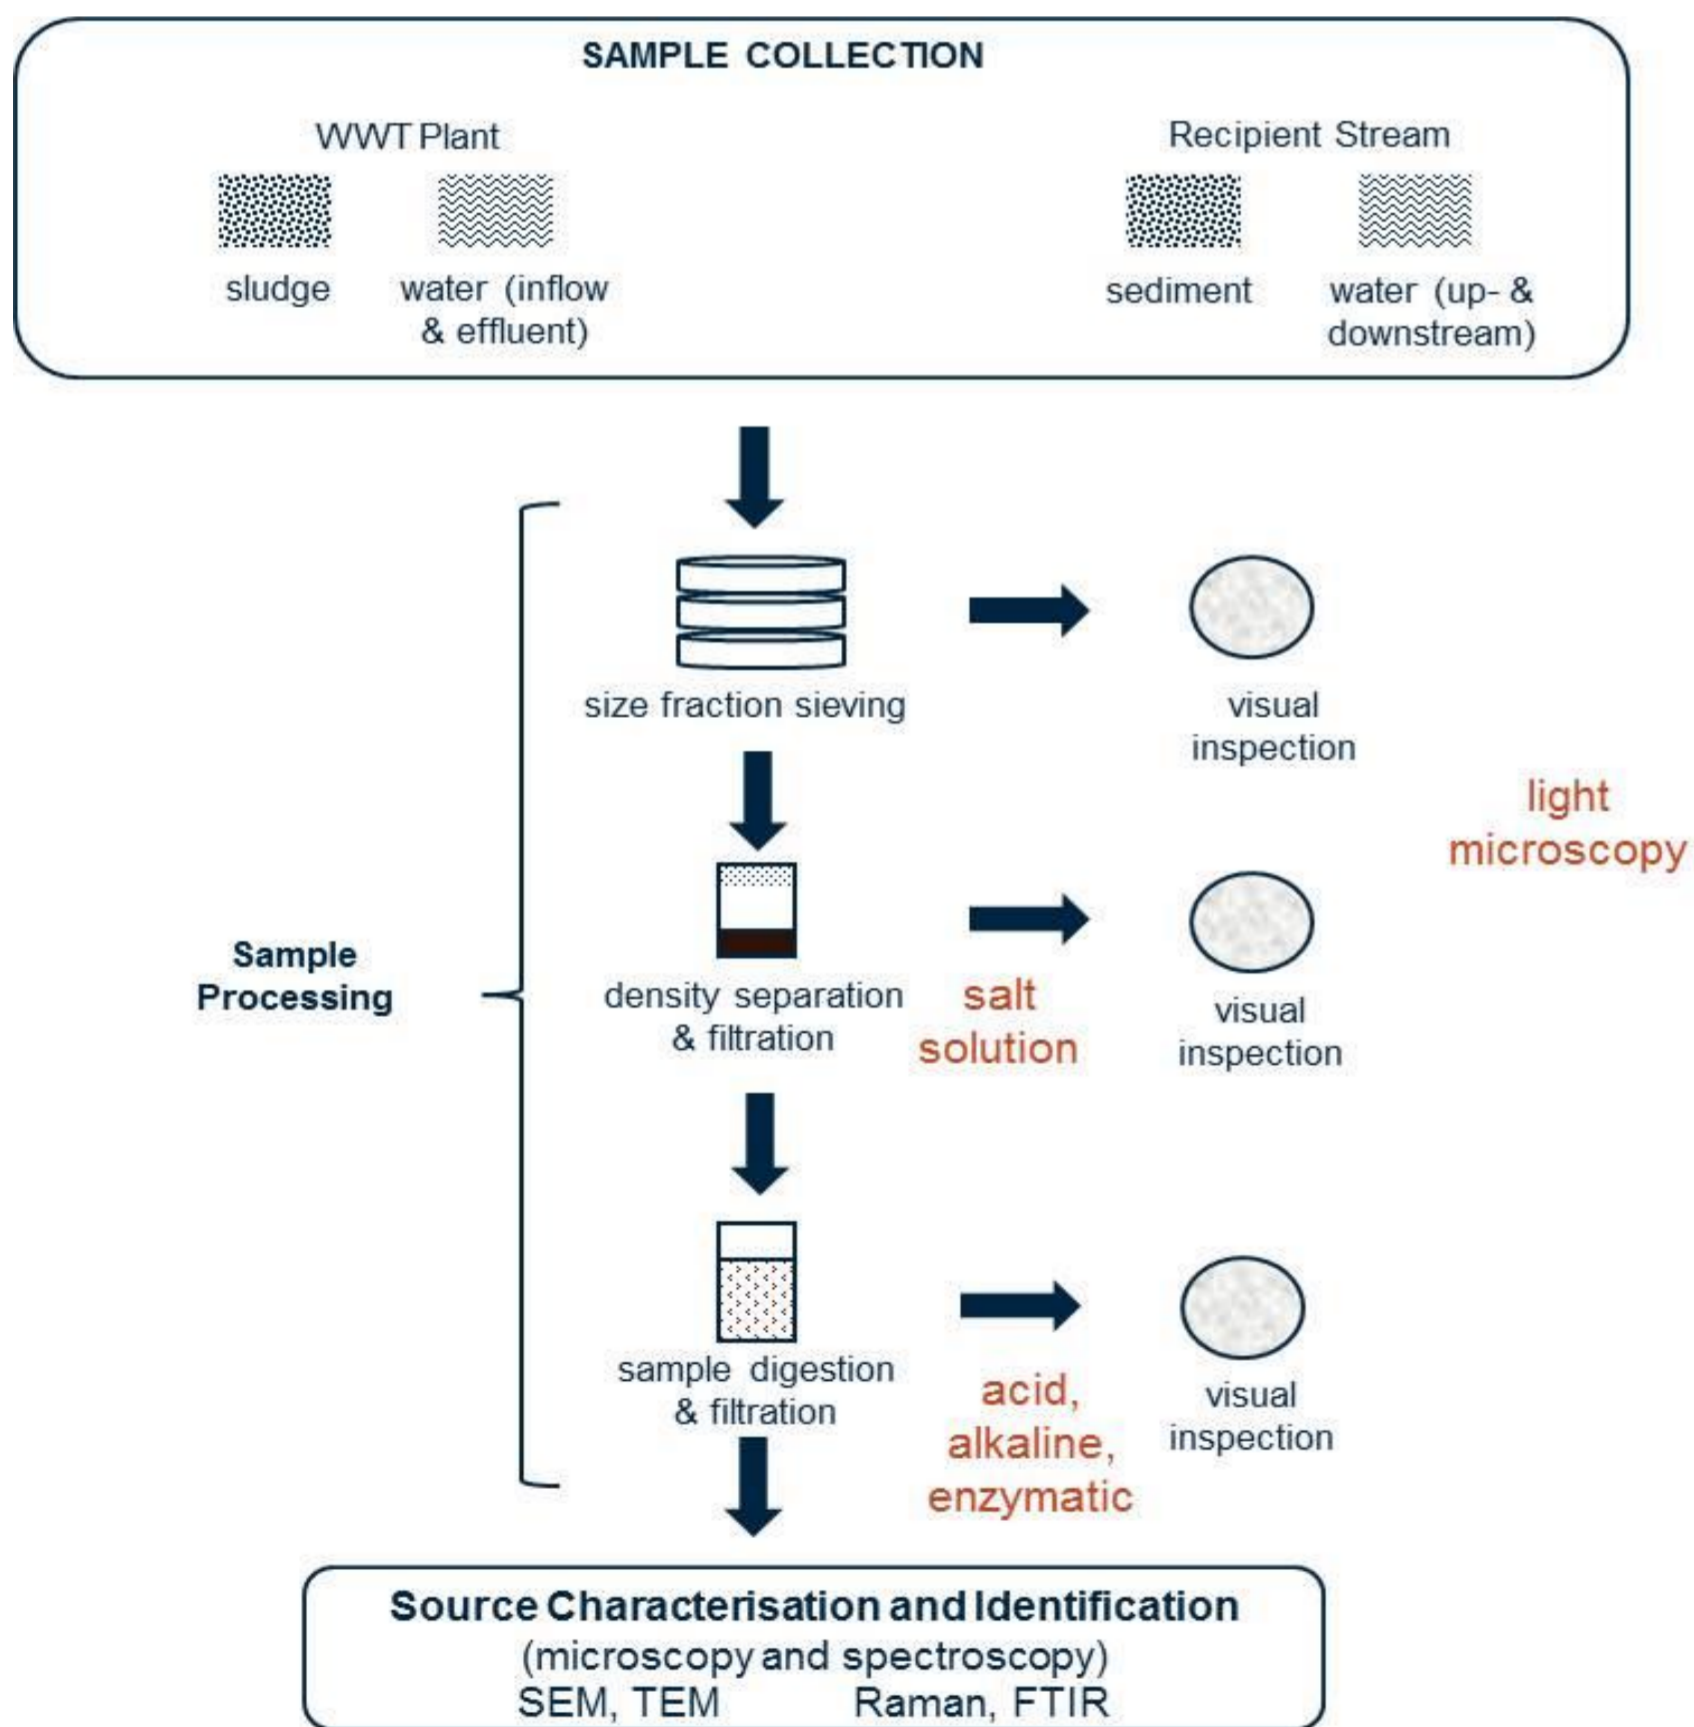 SAMPLE COLLECTION
WWT Plant
Recipient Stream
sludge
water (inflow
& effluent)
sediment
water (up- &
downstream)
size fraction sieving
visual
inspection
light
microscopy
Sample
Processing
density separation
& filtration
salt
solution
visual
inspection
sample digestion
& filtration
acid,
alkaline,
enzymatic
visual
inspection
Source Characterisation and Identification
(microscopy and spectroscopy)
SEM, TEM
Raman, FTIR